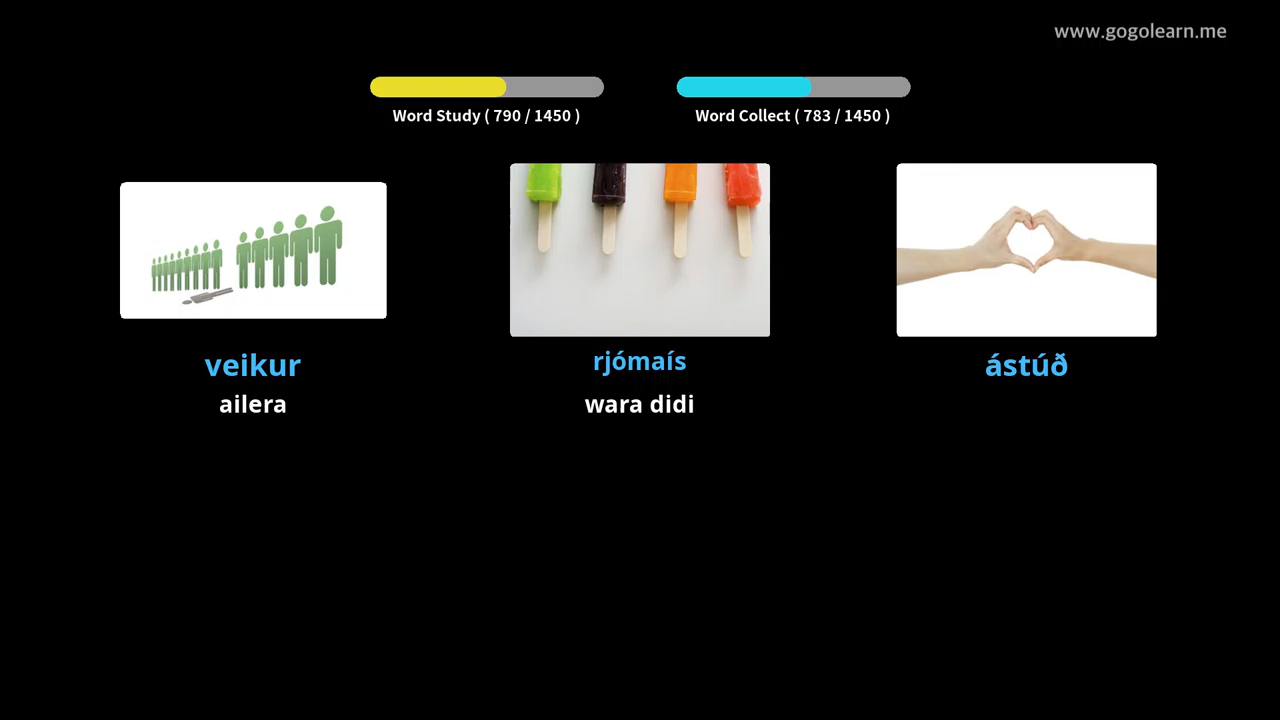 www.gogolearn.me
Word Study ( 790 / 1450 )
Word Collect ( 783 / 1450 )
veikur
ailera
rjómaís
wara didi
ástúð